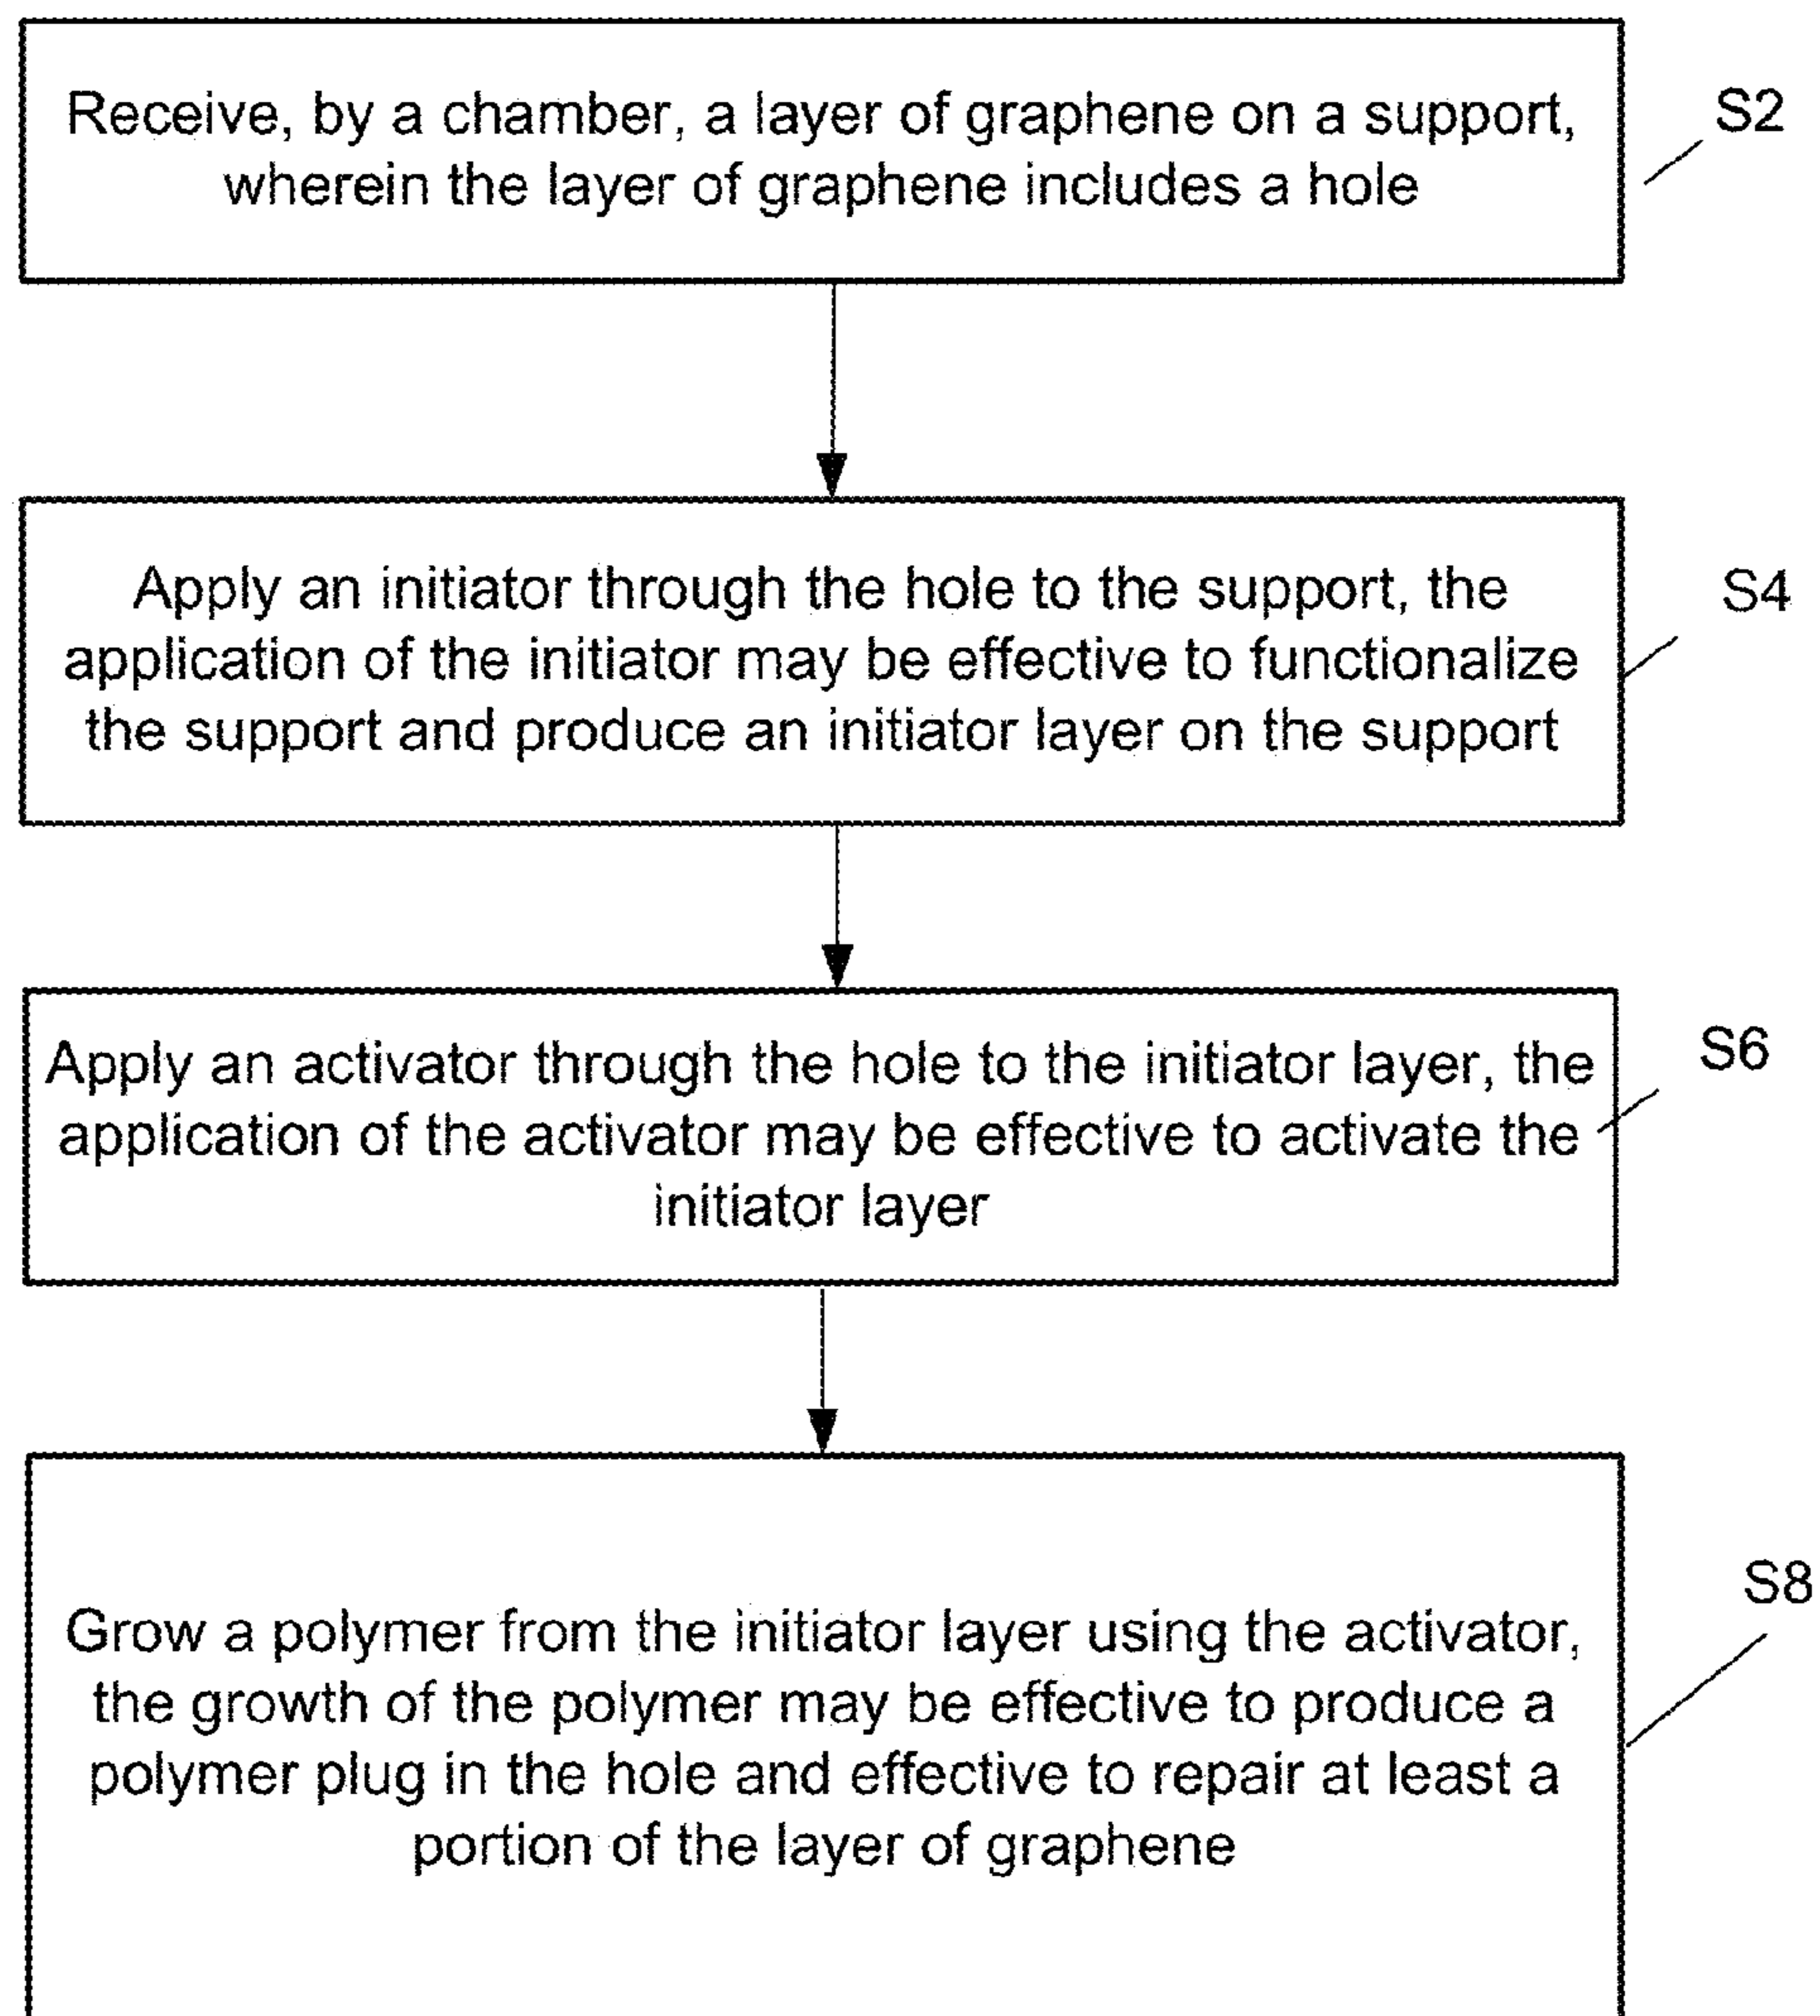 Receive, by a chamber, a layer of graphene on a support,
wherein the layer of graphene includes a hole
S2
Apply an initiator through the hole to the support, the
application of the initiator may be effective to functionalize
the support and produce an initiator layer on the support
S4
Apply an activator through the hole to the initiator layer, the
application of the activator may be effective to activate the
initiator layer
S6
Grow a polymer from the initiator layer using the activator,
the growth of the polymer may be effective to produce a
polymer plug in the hole and effective to repair at least a
portion of the layer of graphene
S8